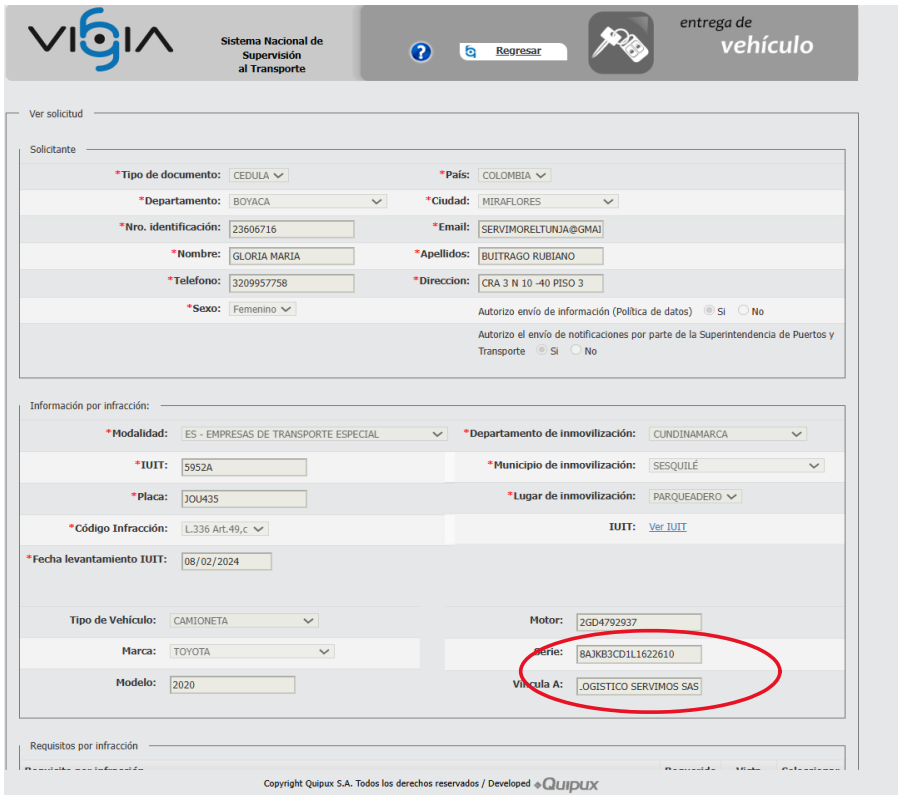 VIGIA
Sistema Nacional de
Supervisión
al Transporte
?
Regresar
entrega de
vehículo
Ver solicitud
Solicitante
*Tipo de documento: CEDULA *País: COLOMBIA
*Departamento: BOYACA *Ciudad: MIRAFLORES
*Nro. identificación: 23606716 *Email: SERVIMORELTUNJA@GMAI
*Nombre: GLORIA MARIA *Apellidos: BUITRAGO RUBIANO
*Telefono: 3209957758 *Direccion: CRA 3 N 10 -40 PISO 3
*Sexo: Femenino Autorizo envío de información (Política de datos) Si No
Autorizo el envío de notificaciones por parte de la Superintendencia de Puertos y
Transporte Si No
Información por infracción:
*Modalidad: ES - EMPRESAS DE TRANSPORTE ESPECIAL *Departamento de inmovilización: CUNDINAMARCA
*IUIT: 5952A *Municipio de inmovilización: SESQUILÉ
*Placa: JOU435 *Lugar de inmovilización: PARQUEADERO
*Código Infracción: L.336 Art.49,c IUIT: Ver IUIT
*Fecha levantamiento IUIT: 08/02/2024
Tipo de Vehículo: CAMIONETA Motor: 2GD4792937
Marca: TOYOTA Serie: 8AJKB3CD1L1622610
Modelo: 2020 Vincula A: .OGISTICO SERVIMOS SAS
Requisitos por infracción
Requisito por infracción Requerido Vista Seleccionar
Copyright Quipux S.A. Todos los derechos reservados / Developed Quipux